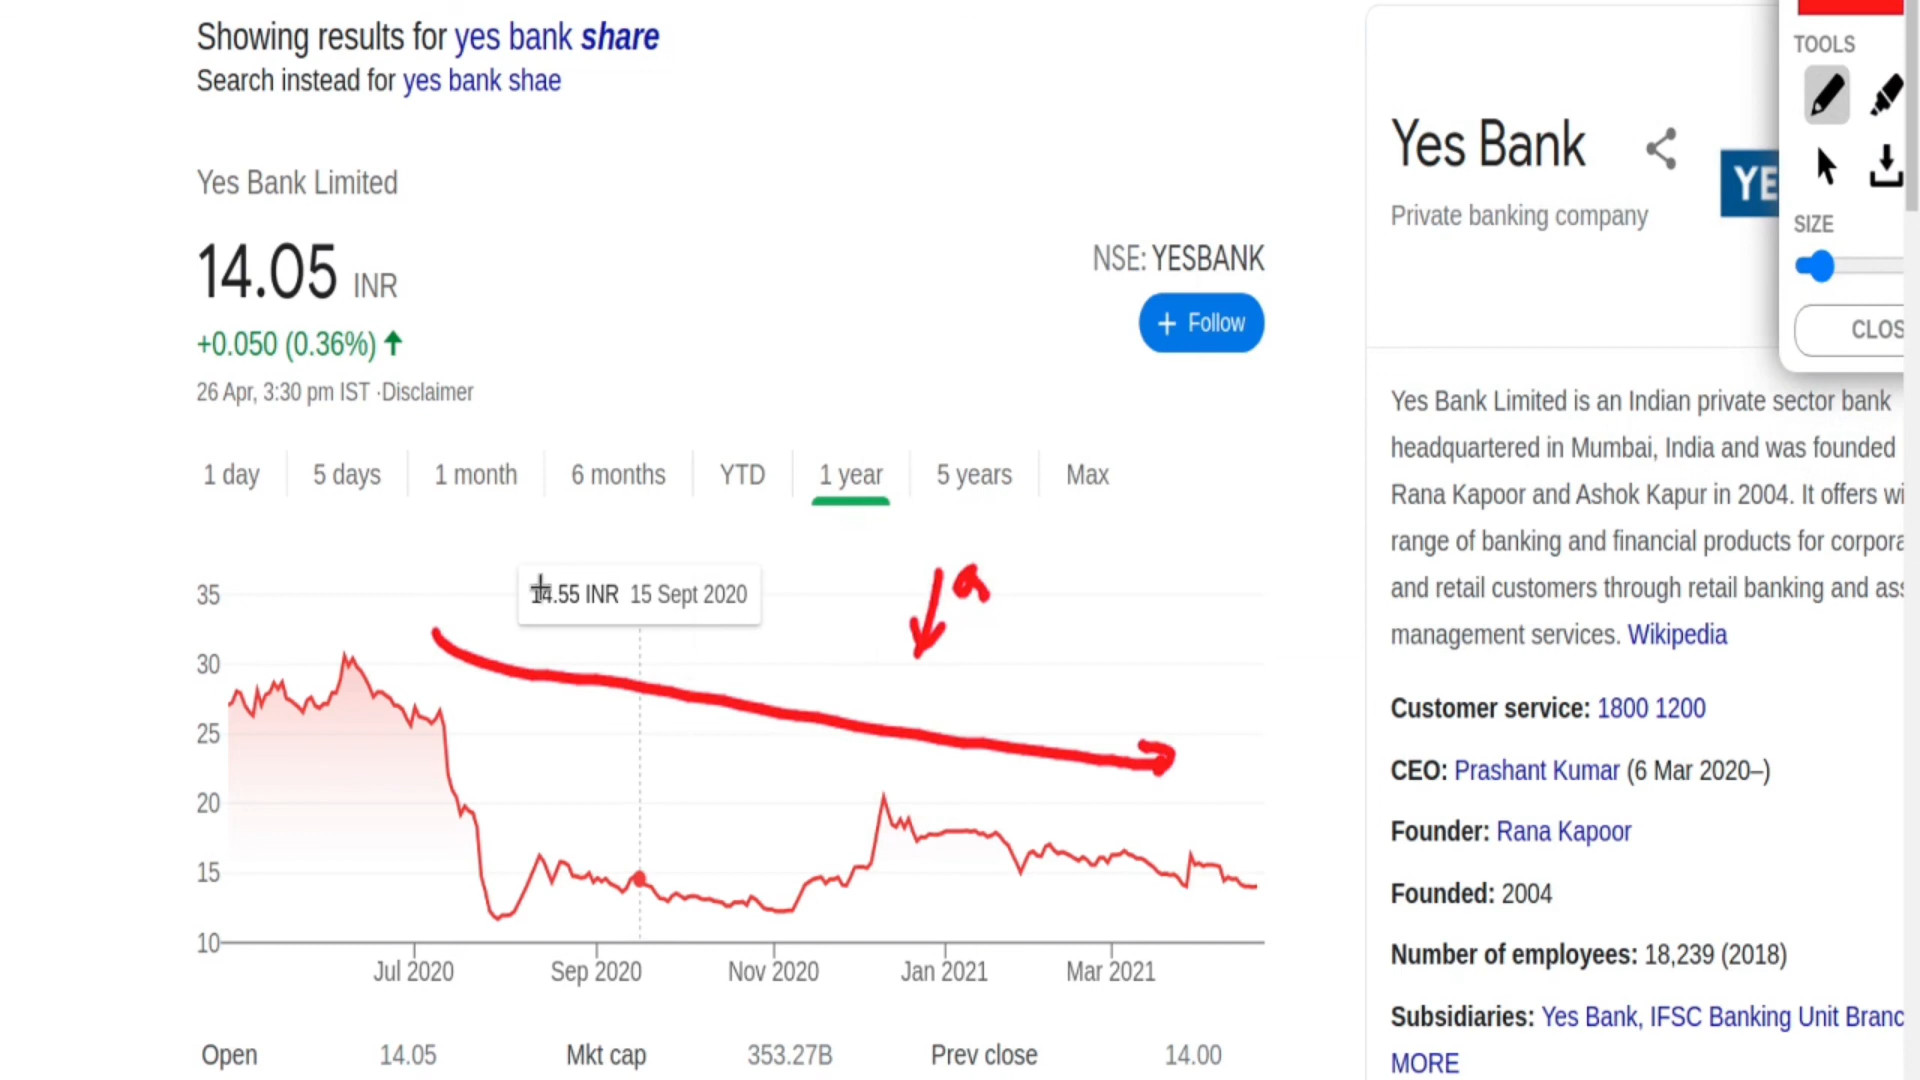 Showing results for yes bank share
Search instead for yes bank shae
Yes Bank Limited
14.05 INR
+0.050 (0.36%)
26 Apr, 3:30 pm IST ·Disclaimer
NSE: YESBANK
+ Follow
1 day 5 days 1 month 6 months YTD 1 year 5 years Max
14.55 INR 15 Sept 2020
35
30
25
20
15
10
Jul 2020 Sep 2020 Nov 2020 Jan 2021 Mar 2021
Open 14.05 Mkt cap 353.27B Prev close 14.00
Yes Bank
Private banking company
YE
Yes Bank Limited is an Indian private sector bank
headquartered in Mumbai, India and was founded
Rana Kapoor and Ashok Kapur in 2004. It offers wi
range of banking and financial products for corpora
and retail customers through retail banking and ass
management services. Wikipedia
Customer service: 1800 1200
CEO: Prashant Kumar (6 Mar 2020–)
Founder: Rana Kapoor
Founded: 2004
Number of employees: 18,239 (2018)
Subsidiaries: Yes Bank, IFSC Banking Unit Branc
MORE
TOOLS
SIZE
CLOS